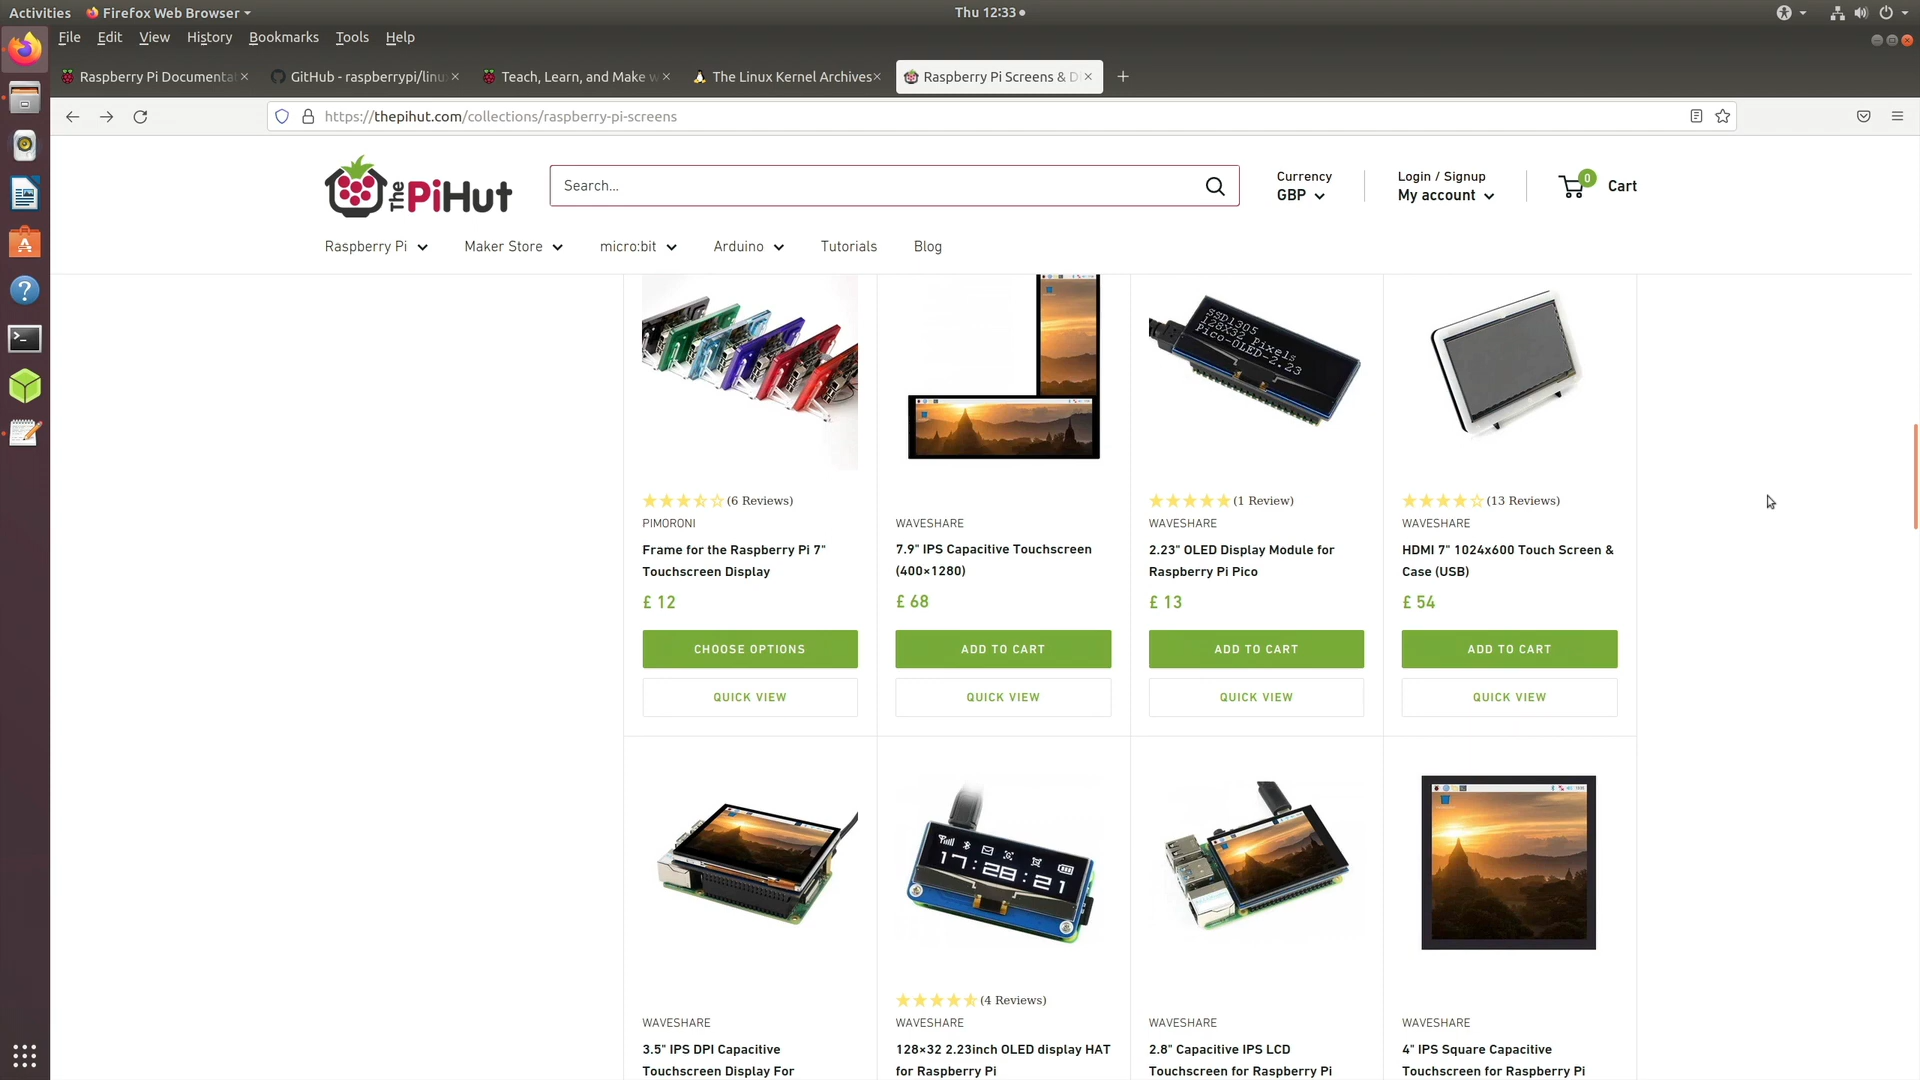 Activities
Firefox Web Browser
Thu 12:33
File Edit View History Bookmarks Tools Help
Raspberry Pi Documenta
GitHub - raspberrypi/linu
Teach, Learn, and Make w
The Linux Kernel Archives
Raspberry Pi Screens & D
https://thepihut.com/collections/raspberry-pi-screens
The PiHut
Search...
Currency
GBP
Login / Signup
My account
0
Cart
Raspberry Pi
Maker Store
micro:bit
Arduino
Tutorials
Blog
SSD1305
128X32 Pixels
Pico-OLED-2.23
(6 Reviews)
PIMORONI
Frame for the Raspberry Pi 7"
Touchscreen Display
£ 12
CHOOSE OPTIONS
QUICK VIEW
WAVESHARE
7.9" IPS Capacitive Touchscreen
(400×1280)
£ 68
ADD TO CART
QUICK VIEW
(1 Review)
WAVESHARE
2.23" OLED Display Module for
Raspberry Pi Pico
£ 13
ADD TO CART
QUICK VIEW
(13 Reviews)
WAVESHARE
HDMI 7" 1024x600 Touch Screen &
Case (USB)
£ 54
ADD TO CART
QUICK VIEW
WAVESHARE
3.5" IPS DPI Capacitive
Touchscreen Display For
17:28:21
(4 Reviews)
WAVESHARE
128×32 2.23inch OLED display HAT
for Raspberry Pi
WAVESHARE
2.8" Capacitive IPS LCD
Touchscreen for Raspberry Pi
WAVESHARE
4" IPS Square Capacitive
Touchscreen for Raspberry Pi